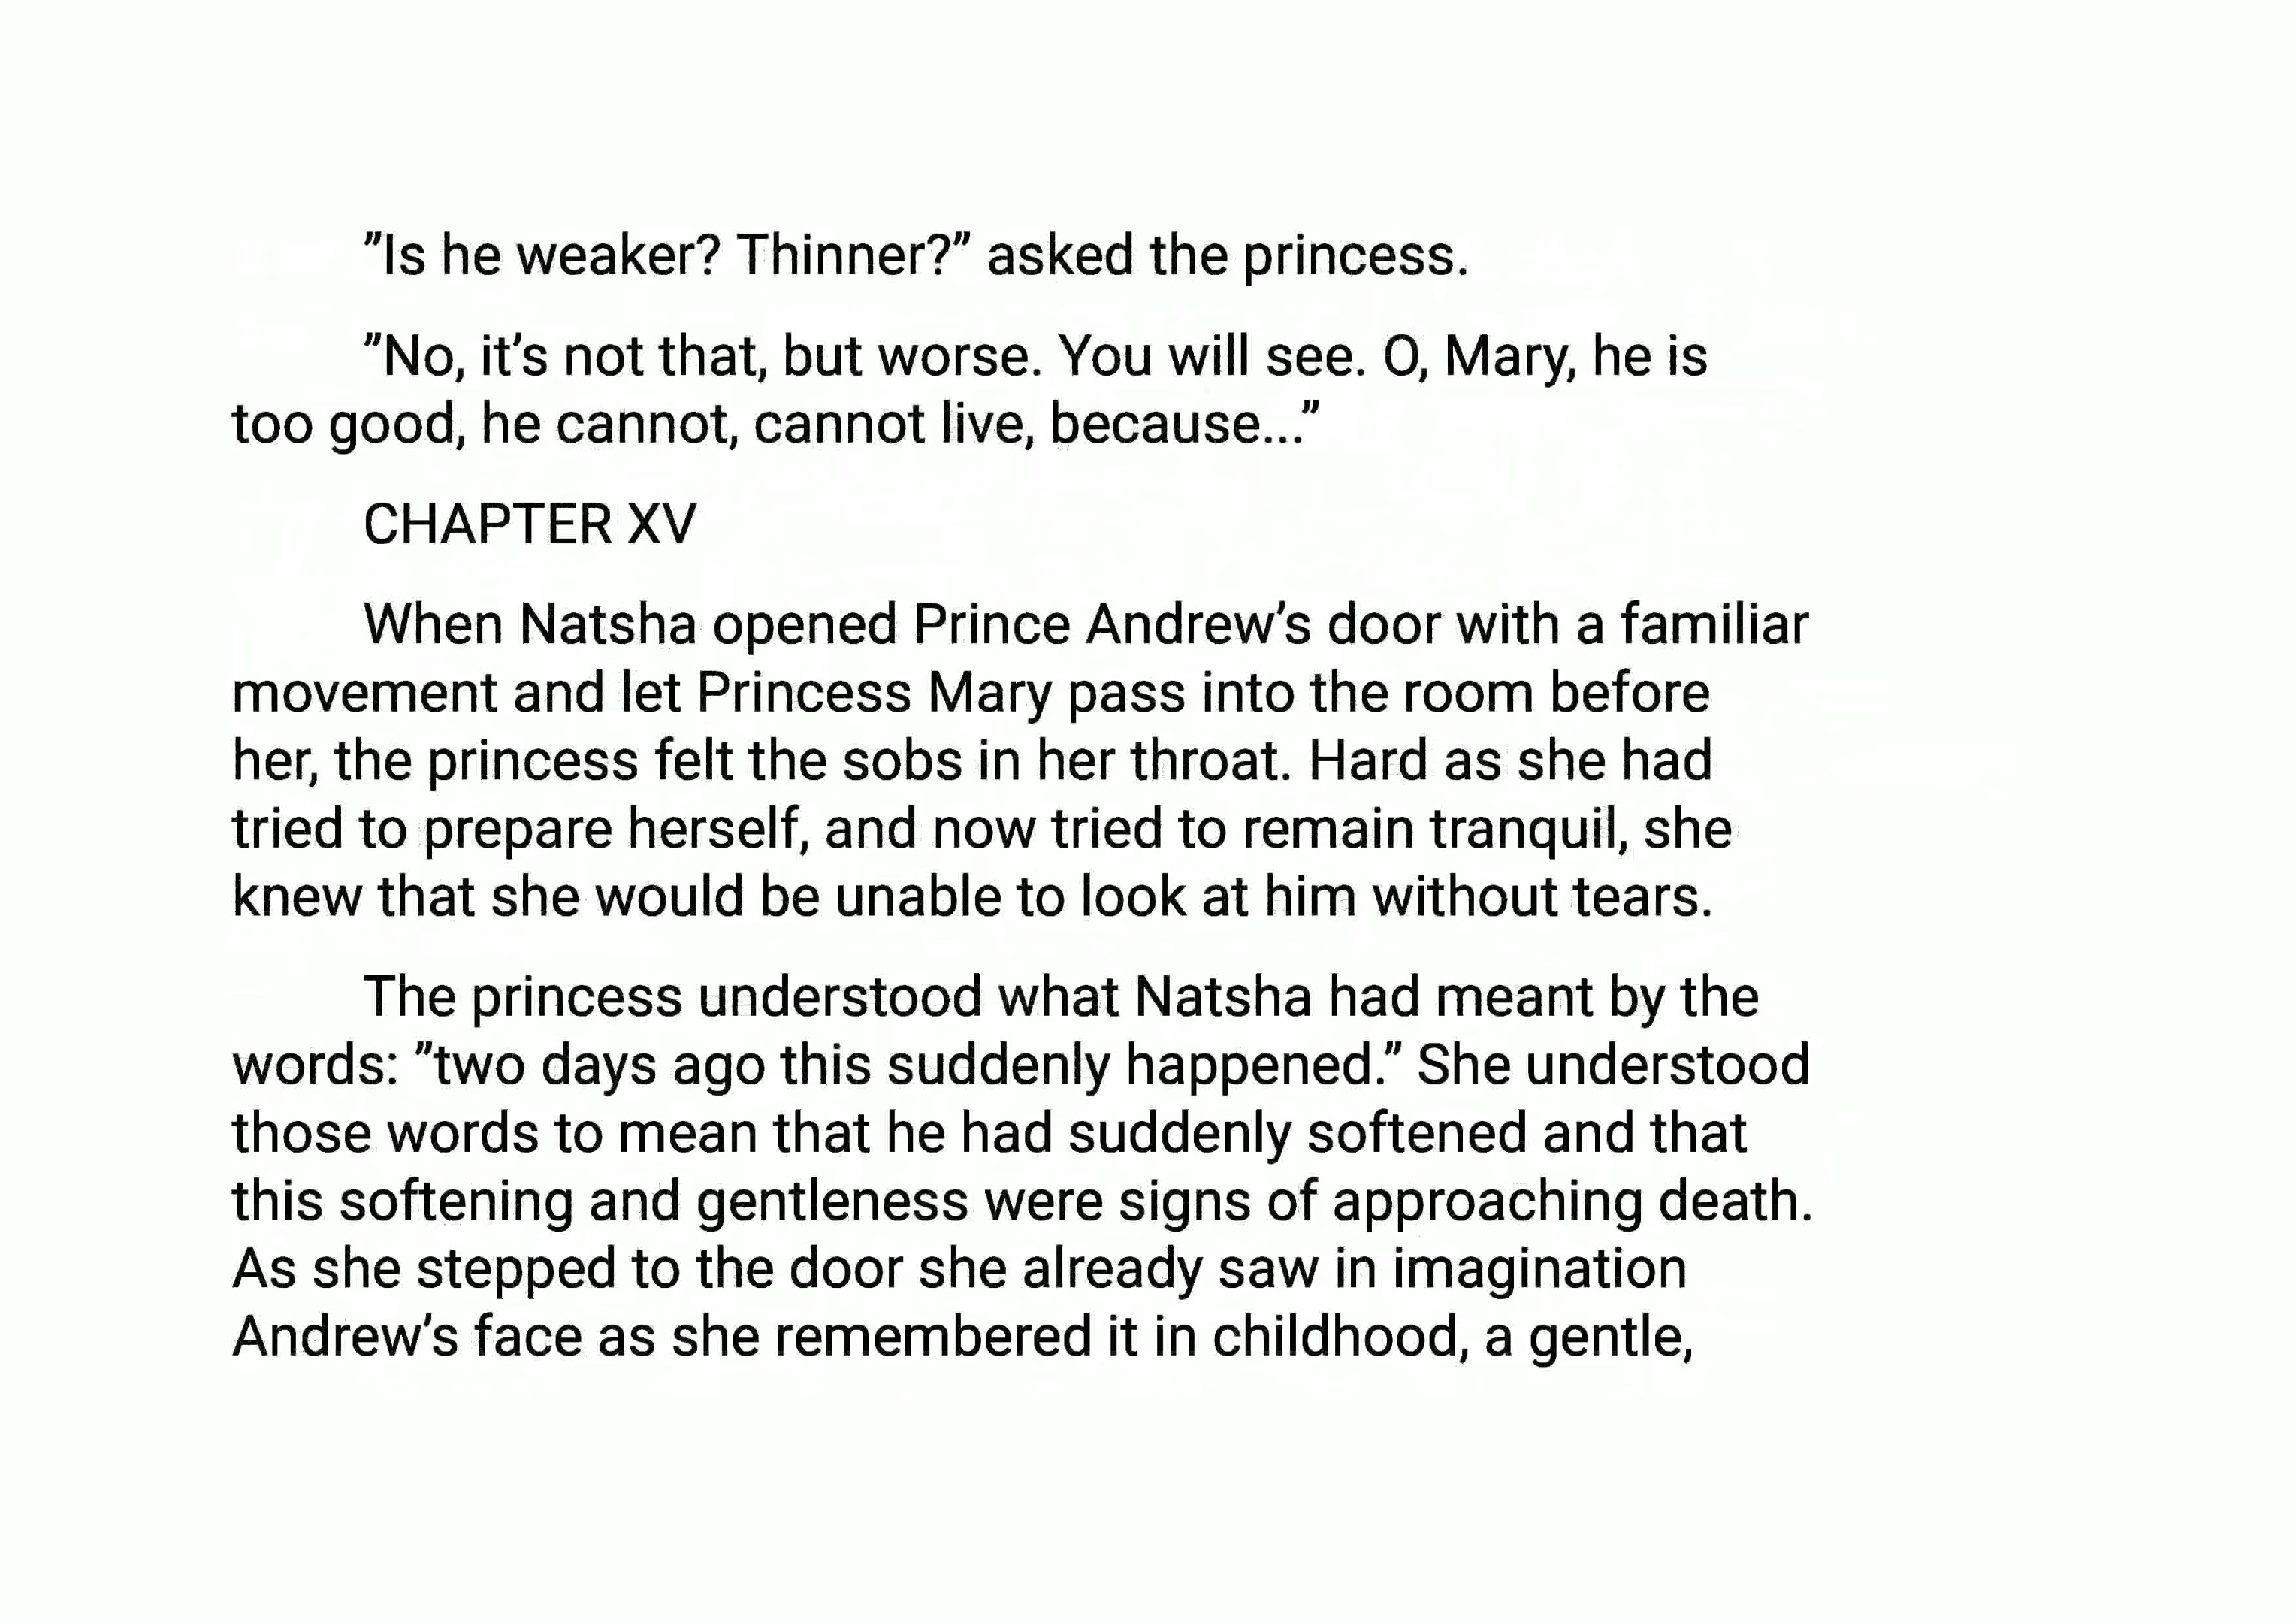 ”Is he weaker? Thinner?” asked the princess.
”No, it’s not that, but worse. You will see. O, Mary, he is
too good, he cannot, cannot live, because...”
CHAPTER XV
When Natsha opened Prince Andrew’s door with a familiar
movement and let Princess Mary pass into the room before
her, the princess felt the sobs in her throat. Hard as she had
tried to prepare herself, and now tried to remain tranquil, she
knew that she would be unable to look at him without tears.
The princess understood what Natsha had meant by the
words: ”two days ago this suddenly happened.” She understood
those words to mean that he had suddenly softened and that
this softening and gentleness were signs of approaching death.
As she stepped to the door she already saw in imagination
Andrew’s face as she remembered it in childhood, a gentle,